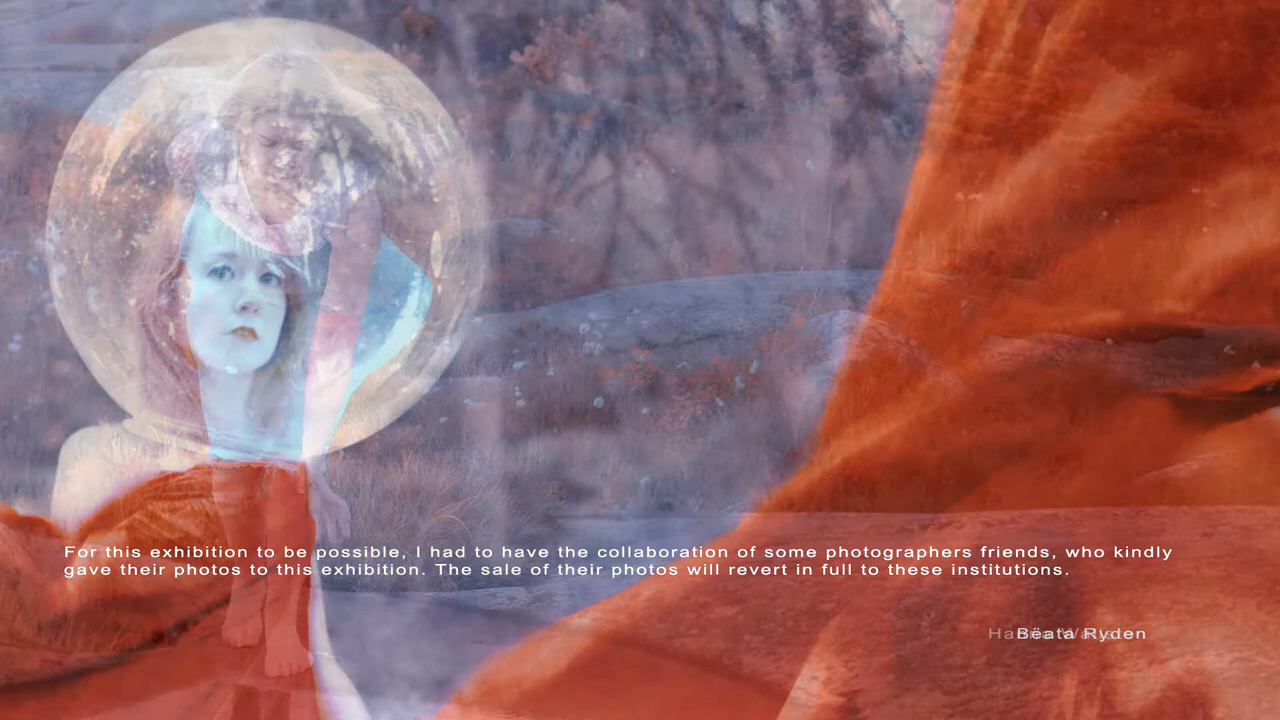 For this exhibition to be possible, I had to have the collaboration of some photographers friends, who kindly
gave their photos to this exhibition. The sale of their photos will revert in full to these institutions.
Bëata Ryden